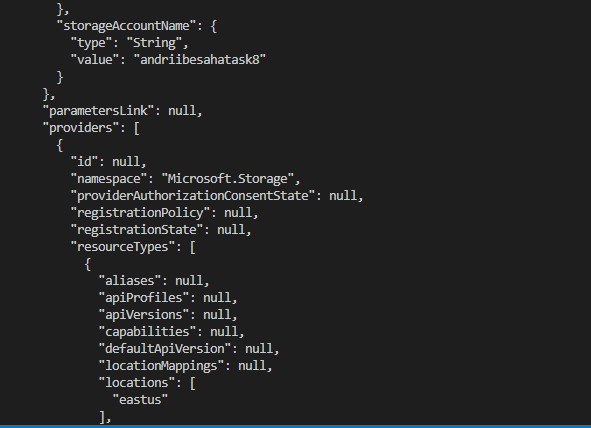 },
"storageAccountName": {
"type": "String",
"value": "andriibesahatask8"
}
},
"parametersLink": null,
"providers": [
{
"id": null,
"namespace": "Microsoft.Storage",
"providerAuthorizationConsentState": null,
"registrationPolicy": null,
"registrationState": null,
"resourceTypes": [
{
"aliases": null,
"apiProfiles": null,
"apiVersions": null,
"capabilities": null,
"defaultApiVersion": null,
"locationMappings": null,
"locations": [
"eastus"
],